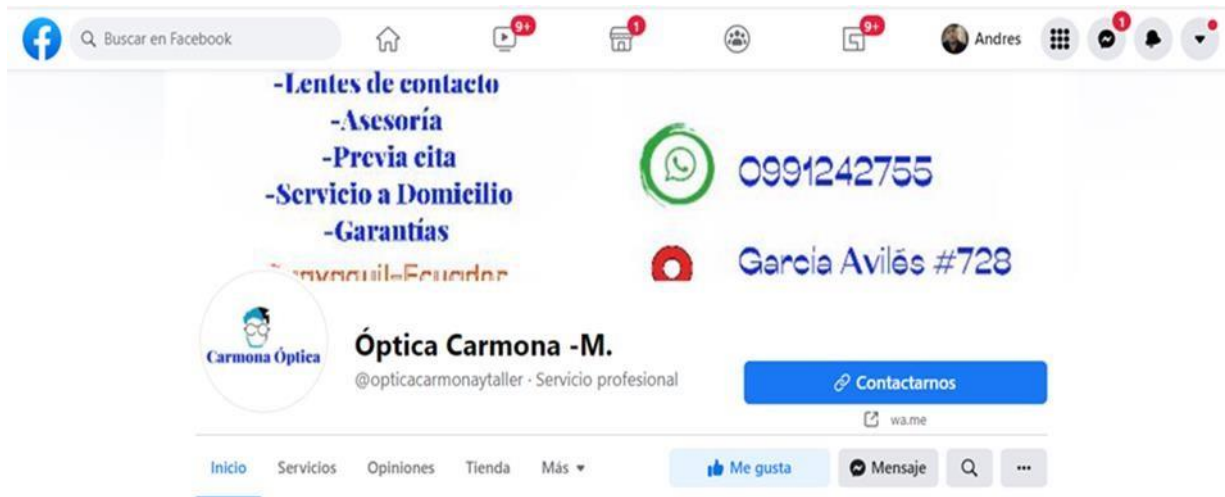 Buscar en Facebook
9+
1
9+
Andres
1
-Lentes de contacto
-Asesoría
-Previa cita
-Servicio a Domicilio
-Garantías
Guayaquil-Ecuador
0991242755
Garcia Avilés #728
Carmona Óptica
Óptica Carmona -M.
@opticacarmonaytaller · Servicio profesional
Contactarnos
wa.me
Inicio Servicios Opiniones Tienda Más
Me gusta Mensaje